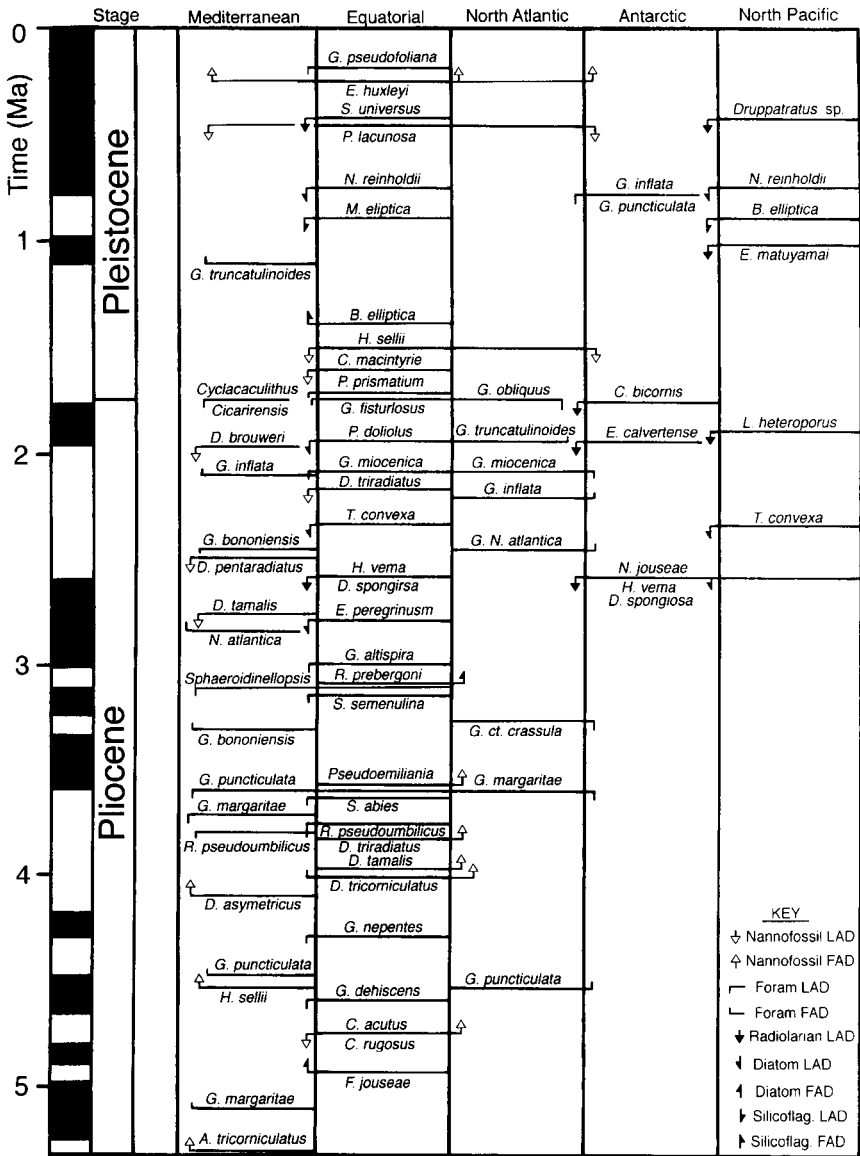 Stage Mediterranean Equatorial North Atlantic Antarctic North Pacific
Time (Ma)
0
1
2
3
4
5
Pleistocene
Pliocene
G. pseudofoliana
E. huxleyi
S. universus
Druppatratus sp.
P. lacunosa
N. reinholdii
G. inflata
N. reinholdii
M. eliptica
G. puncticulata
B. elliptica
E. matuyamai
G. truncatulinoides
B. elliptica
H. sellii
C. macintyrie
Cyclacaculithus
P. prismatium
G. obliquus
C. bicornis
Cicarirensis
G. fisturlosus
L. heteroporus
D. brouweri
P. doliolus
G. truncatulinoides
E. calvertense
G. inflata
G. miocenica
G. miocenica
D. triradiatus
G. inflata
T. convexa
T. convexa
G. bononiensis
G. N. atlantica
D. pentaradiatus
H. vema
N. jouseae
D. spongirsa
H. vema
D. spongiosa
D. tamalis
E. peregrinusm
N. atlantica
G. altispira
Sphaeroidinellopsis
R. prebergoni
S. semenulina
G. bononiensis
G. ct. crassula
Pseudoemiliania
G. puncticulata
G. margaritae
G. margaritae
S. abies
R. pseudoumbilicus
R. pseudoumbilicus
D. triradiatus
D. tamalis
D. tricorniculatus
D. asymetricus
G. nepentes
G. puncticulata
G. puncticulata
H. sellii
G. dehiscens
C. acutus
C. rugosus
F. jouseae
G. margaritae
A. tricorniculatus
KEY
Nannofossil LAD
Nannofossil FAD
Foram LAD
Foram FAD
Radiolarian LAD
Diatom LAD
Diatom FAD
Silicoflag. LAD
Silicoflag. FAD